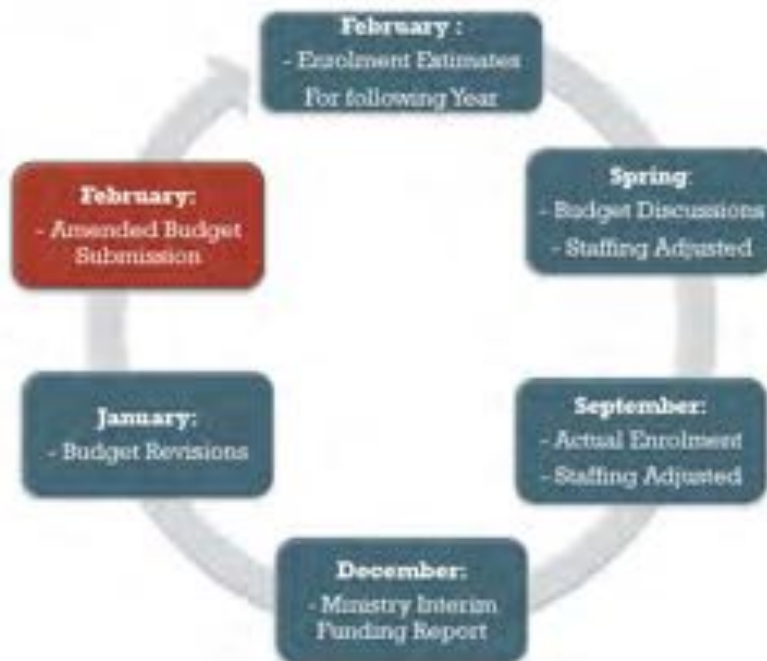 February :
- Enrolment Estimates
For following Year
Spring:
- Budget Discussions
- Staffing Adjusted
September:
- Actual Enrolment
- Staffing Adjusted
December:
- Ministry Interim
Funding Report
January:
- Budget Revisions
February:
- Amended Budget
Submission